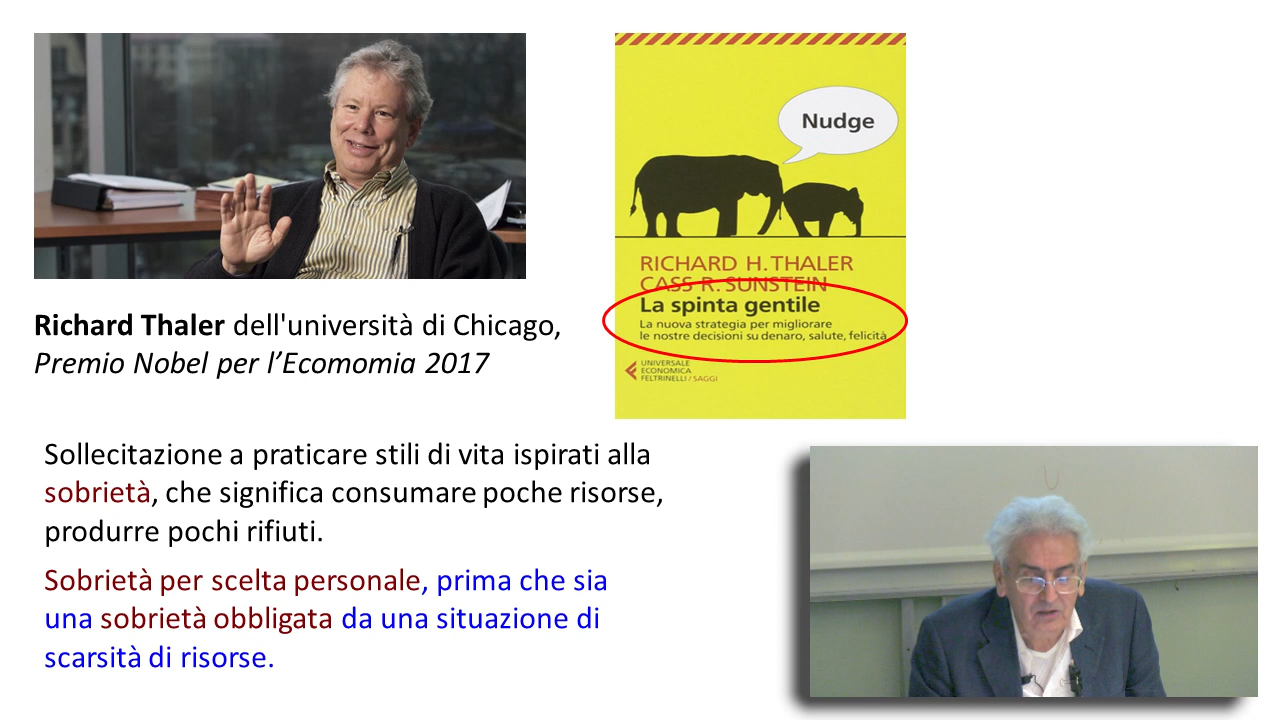 Nudge
RICHARD H. THALER
CASS R. SUNSTEIN
La spinta gentile
La nuova strategia per migliorare
le nostre decisioni su denaro, salute, felicità
UNIVERSALE
ECONOMICA
FELTRINELLI / SAGGI
Richard Thaler dell'università di Chicago,
Premio Nobel per l’Ecomomia 2017
Sollecitazione a praticare stili di vita ispirati alla
sobrietà, che significa consumare poche risorse,
produrre pochi rifiuti.
Sobrietà per scelta personale, prima che sia
una sobrietà obbligata da una situazione di
scarsità di risorse.